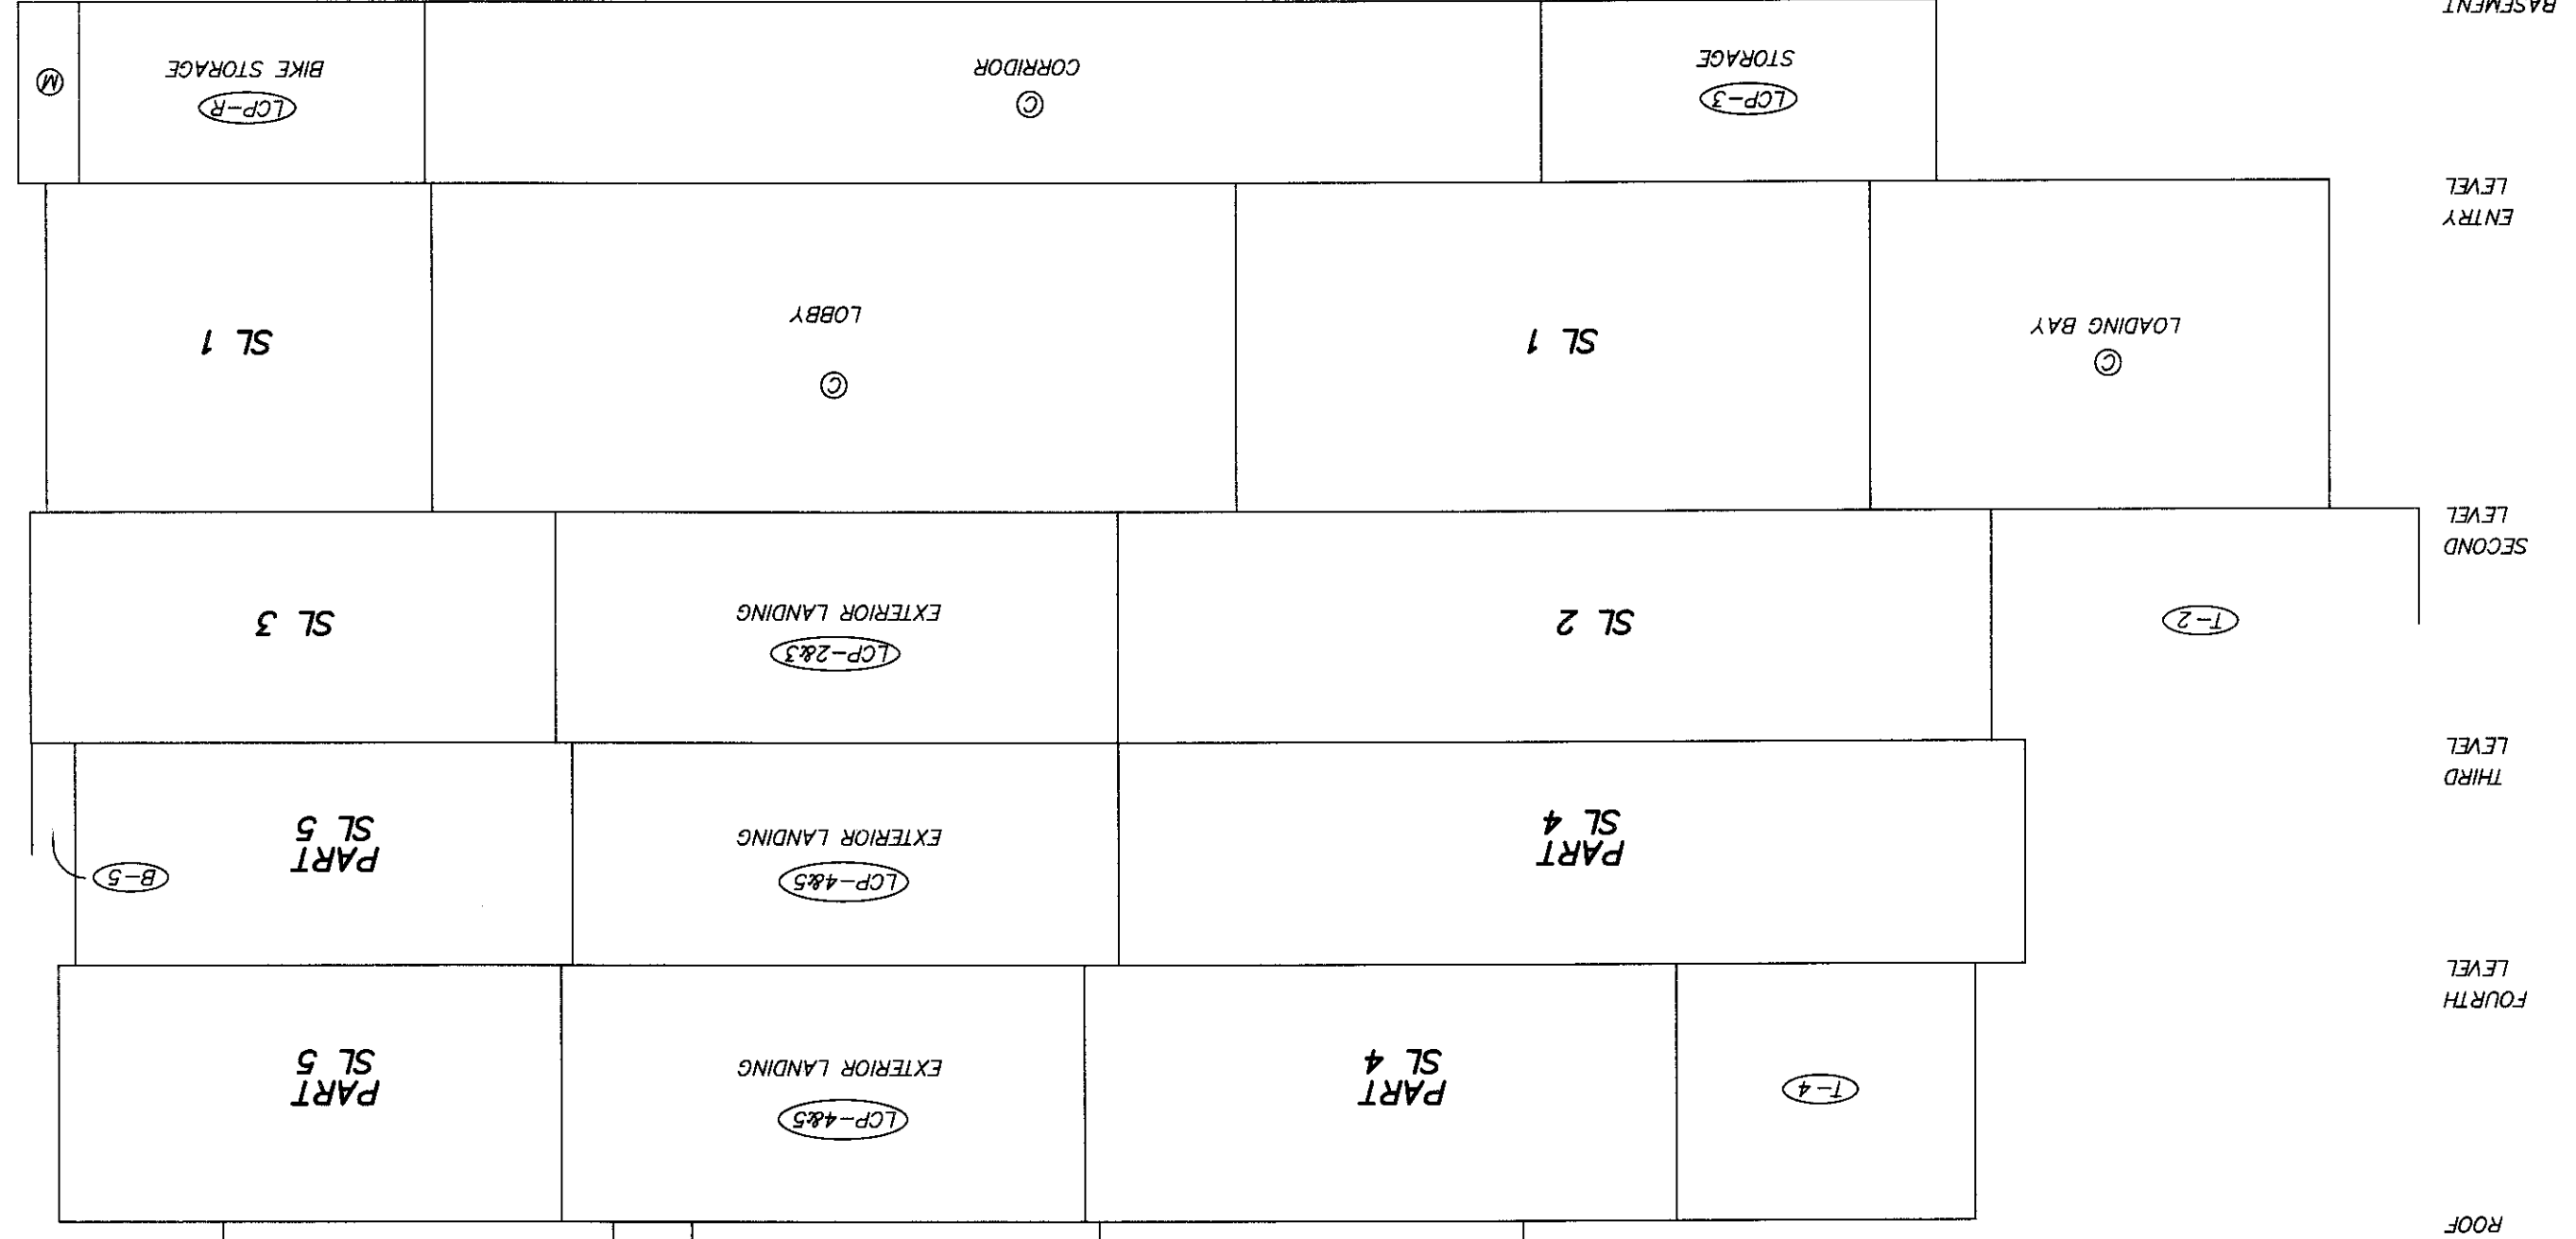 ROOF
T-4
PART
SL 4
LCP-4&5
EXTERIOR LANDING
PART
SL 5
FOURTH
LEVEL
PART
SL 4
LCP-4&5
EXTERIOR LANDING
PART
SL 5
B-5
THIRD
LEVEL
T-2
SL 2
LCP-2&3
EXTERIOR LANDING
SL 3
SECOND
LEVEL
C
LOADING BAY
SL 1
C
LOBBY
SL 1
ENTRY
LEVEL
LCP-3
STORAGE
C
CORRIDOR
LCP-R
BIKE STORAGE
M
BASEMENT